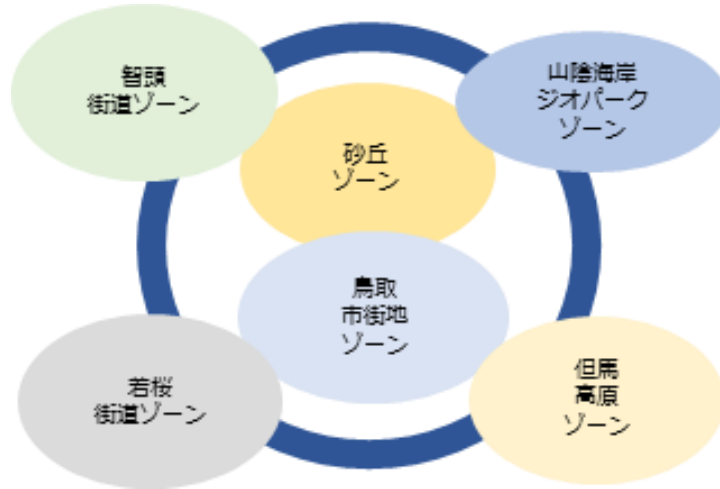 智頭
街道ゾーン
山陰海岸
ジオパーク
ゾーン
砂丘
ゾーン
鳥取
市街地
ゾーン
若桜
街道ゾーン
但馬
高原
ゾーン